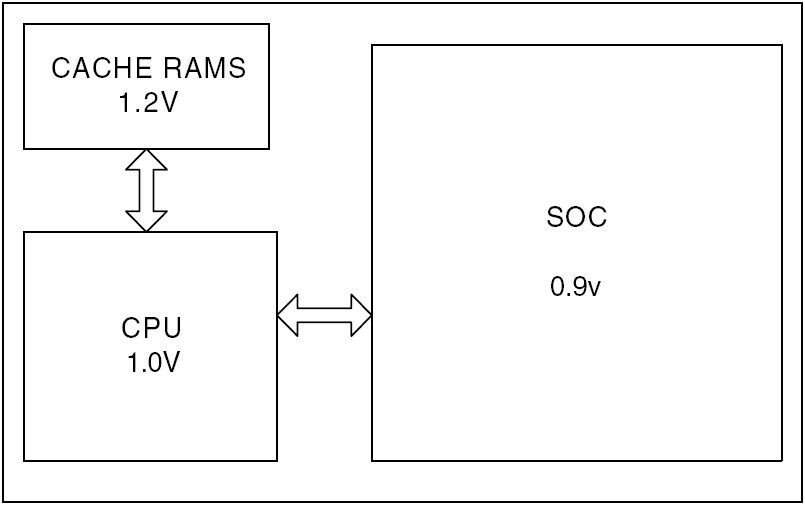 CACHE RAMS
1.2V
SOC
0.9v
CPU
1.0V